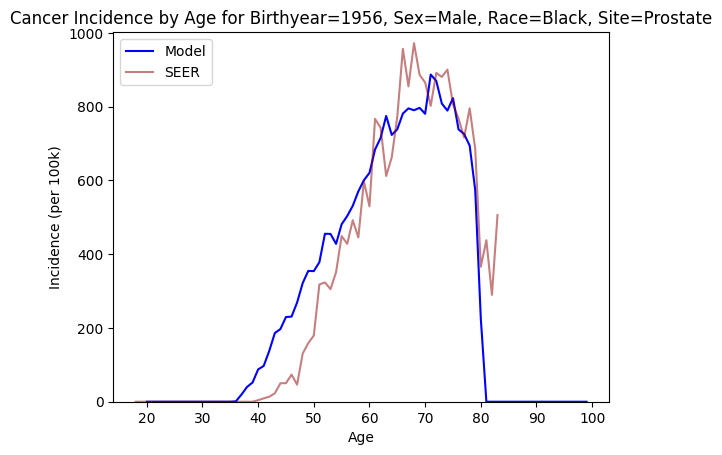 Cancer Incidence by Age for Birthyear=1956, Sex=Male, Race=Black, Site=Prostate
1000
800
600
400
200
0
Incidence (per 100k)
Model
SEER
20 30 40 50 60 70 80 90 100
Age